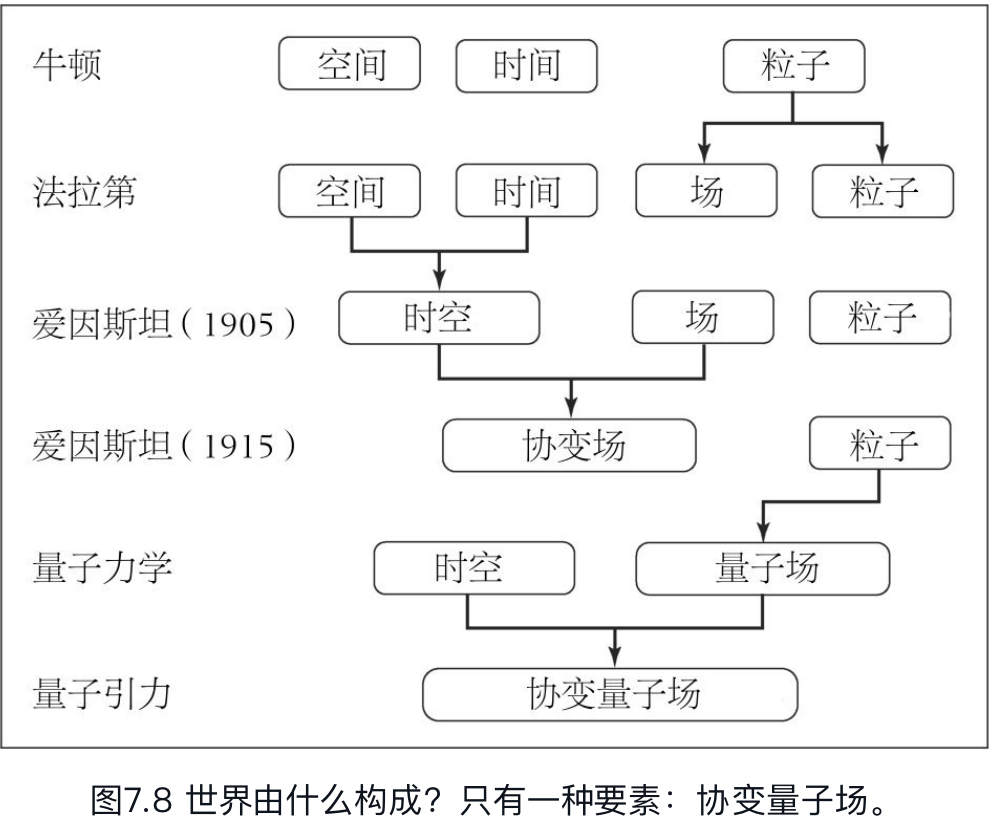 牛顿 空间 时间 粒子
法拉第 空间 时间 场 粒子
爱因斯坦（1905） 时空 场 粒子
爱因斯坦（1915） 协变场 粒子
量子力学 时空 量子场
量子引力 协变量子场
图7.8 世界由什么构成？只有一种要素：协变量子场。